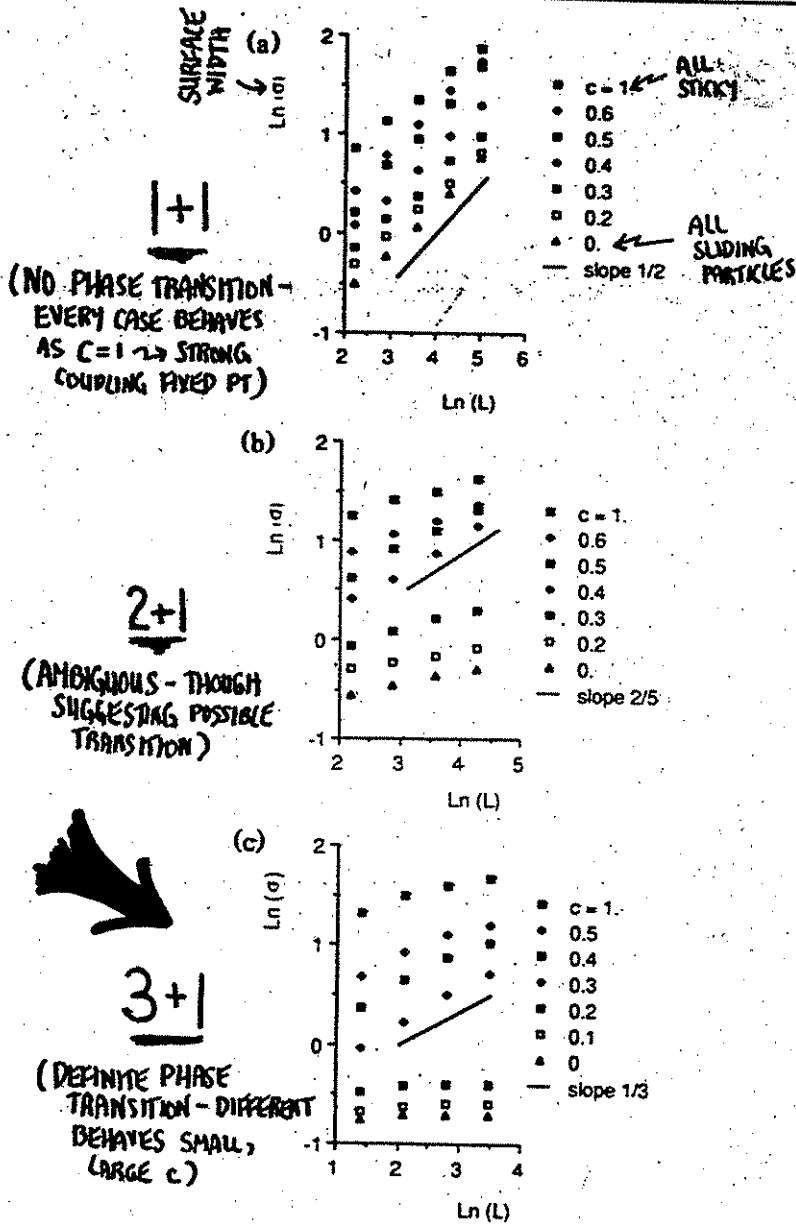 SURFACE
WIDTH
(a)
Ln (σ)
2
1
0
-1
2 3 4 5 6
Ln (L)
c = 1.
0.6
0.5
0.4
0.3
0.2
0.
slope 1/2
ALL
STICKY
ALL
SLIDING
PARTICLES
1+1
(NO PHASE TRANSITION-
EVERY CASE BEHAVES
AS C=1 ⇝ STRONG
COUPLING FIXED PT)
(b)
Ln (σ)
2
1
0
-1
2 3 4 5
Ln (L)
c = 1.
0.6
0.5
0.4
0.3
0.2
0.
slope 2/5
2+1
(AMBIGUOUS - THOUGH
SUGGESTING POSSIBLE
TRANSITION)
(c)
Ln (σ)
2
1
0
-1
1 2 3 4
Ln (L)
c = 1.
0.5
0.4
0.3
0.2
0.1
0
slope 1/3
3+1
(DEFINITE PHASE
TRANSITION - DIFFERENT
BEHAVES SMALL,
LARGE C)